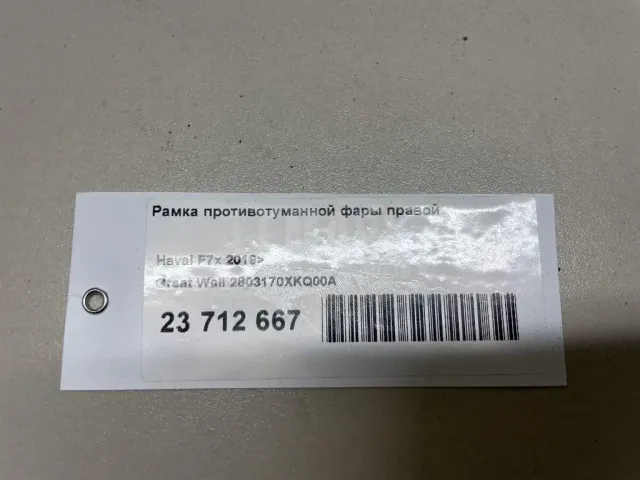 Рамка противотуманной фары правой
Haval F7x 2019>
Great Wall 2803170XKQ00A
23 712 667